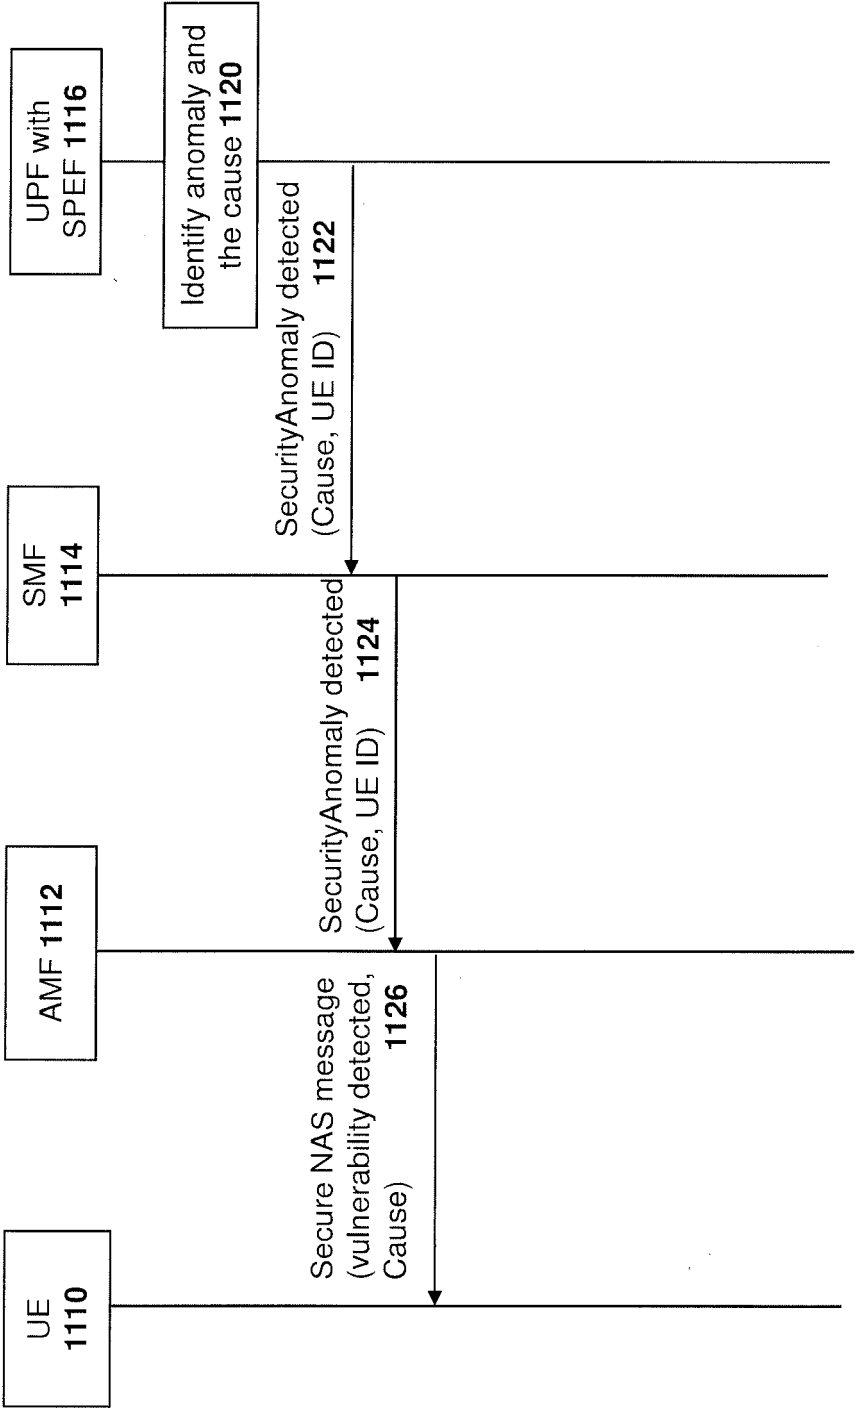 UE
1110
AMF 1112
SMF
1114
UPF with
SPEF 1116
Identify anomaly and
the cause 1120
SecurityAnomaly detected
(Cause, UE ID) 1122
SecurityAnomaly detected
(Cause, UE ID) 1124
Secure NAS message
(vulnerability detected,
Cause) 1126